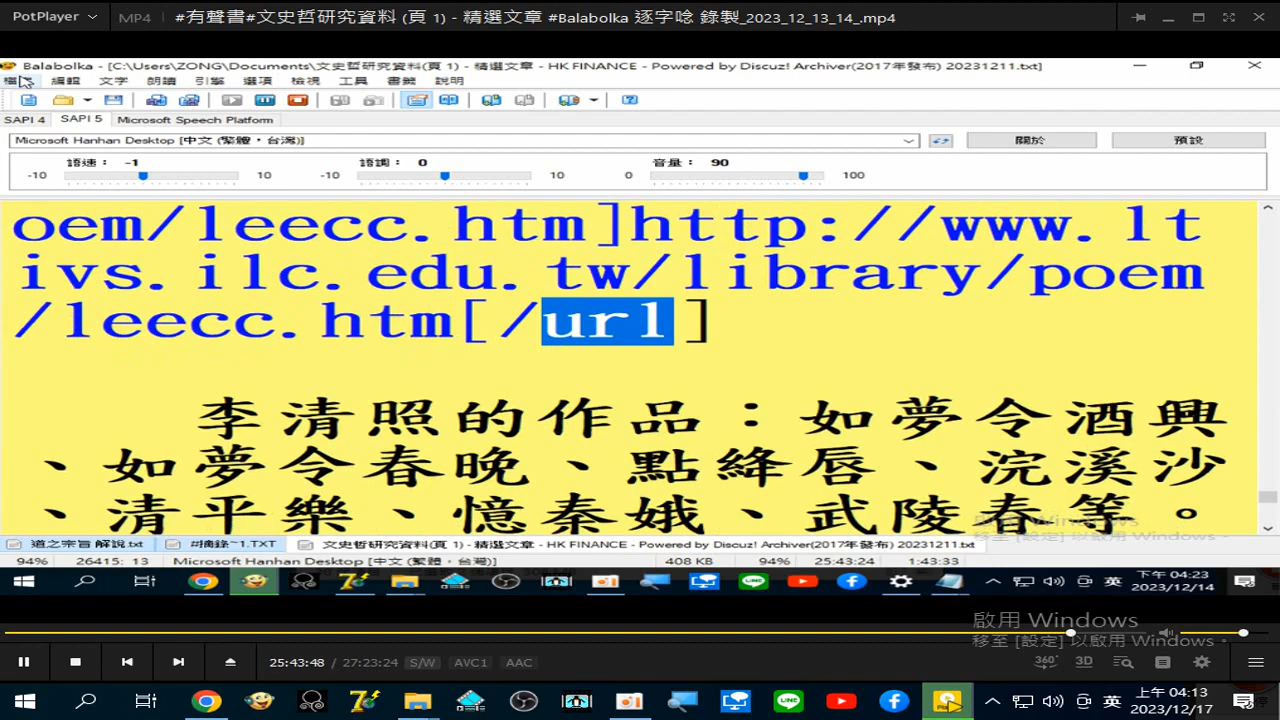 PotPlayer MP4 #有聲書#文史哲研究資料 (頁 1) - 精選文章 #Balabolka 逐字唸 錄製_2023_12_13_14_.mp4
Balabolka - [C:\Users\ZONG\Documents\文史哲研究資料(頁 1) - 精選文章 - HK FINANCE - Powered by Discuz! Archiver(2017年發布) 20231211.txt]
檔案 編輯 文字 朗讀 引擎 選項 檢視 工具 書籤 說明
SAPI 4 SAPI 5 Microsoft Speech Platform
Microsoft Hanhan Desktop [中文 (繁體，台灣)] 關於 預設
語速： -1 語調： 0 音量： 90
-10 10 -10 10 0 100
oem/leecc.htm]http://www.lt
ivs.ilc.edu.tw/library/poem
/leecc.htm[/url]
李清照的作品：如夢令酒興
、如夢令春晚、點絳唇、浣溪沙
、清平樂、憶秦娥、武陵春等。
道之宗旨 解說.txt #摘錄~1.TXT 文史哲研究資料(頁 1) - 精選文章 - HK FINANCE - Powered by Discuz! Archiver(2017年發布) 20231211.txt
94% 26415: 13 Microsoft Hanhan Desktop [中文 (繁體，台灣)] 408 KB 94% 25:43:24 1:43:33
英 下午 04:23
2023/12/14
啟用 Windows
移至 [設定] 以啟用 Windows。
25:43:48 / 27:23:24 S/W AVC1 AAC 360° 3D
英 上午 04:13
2023/12/17